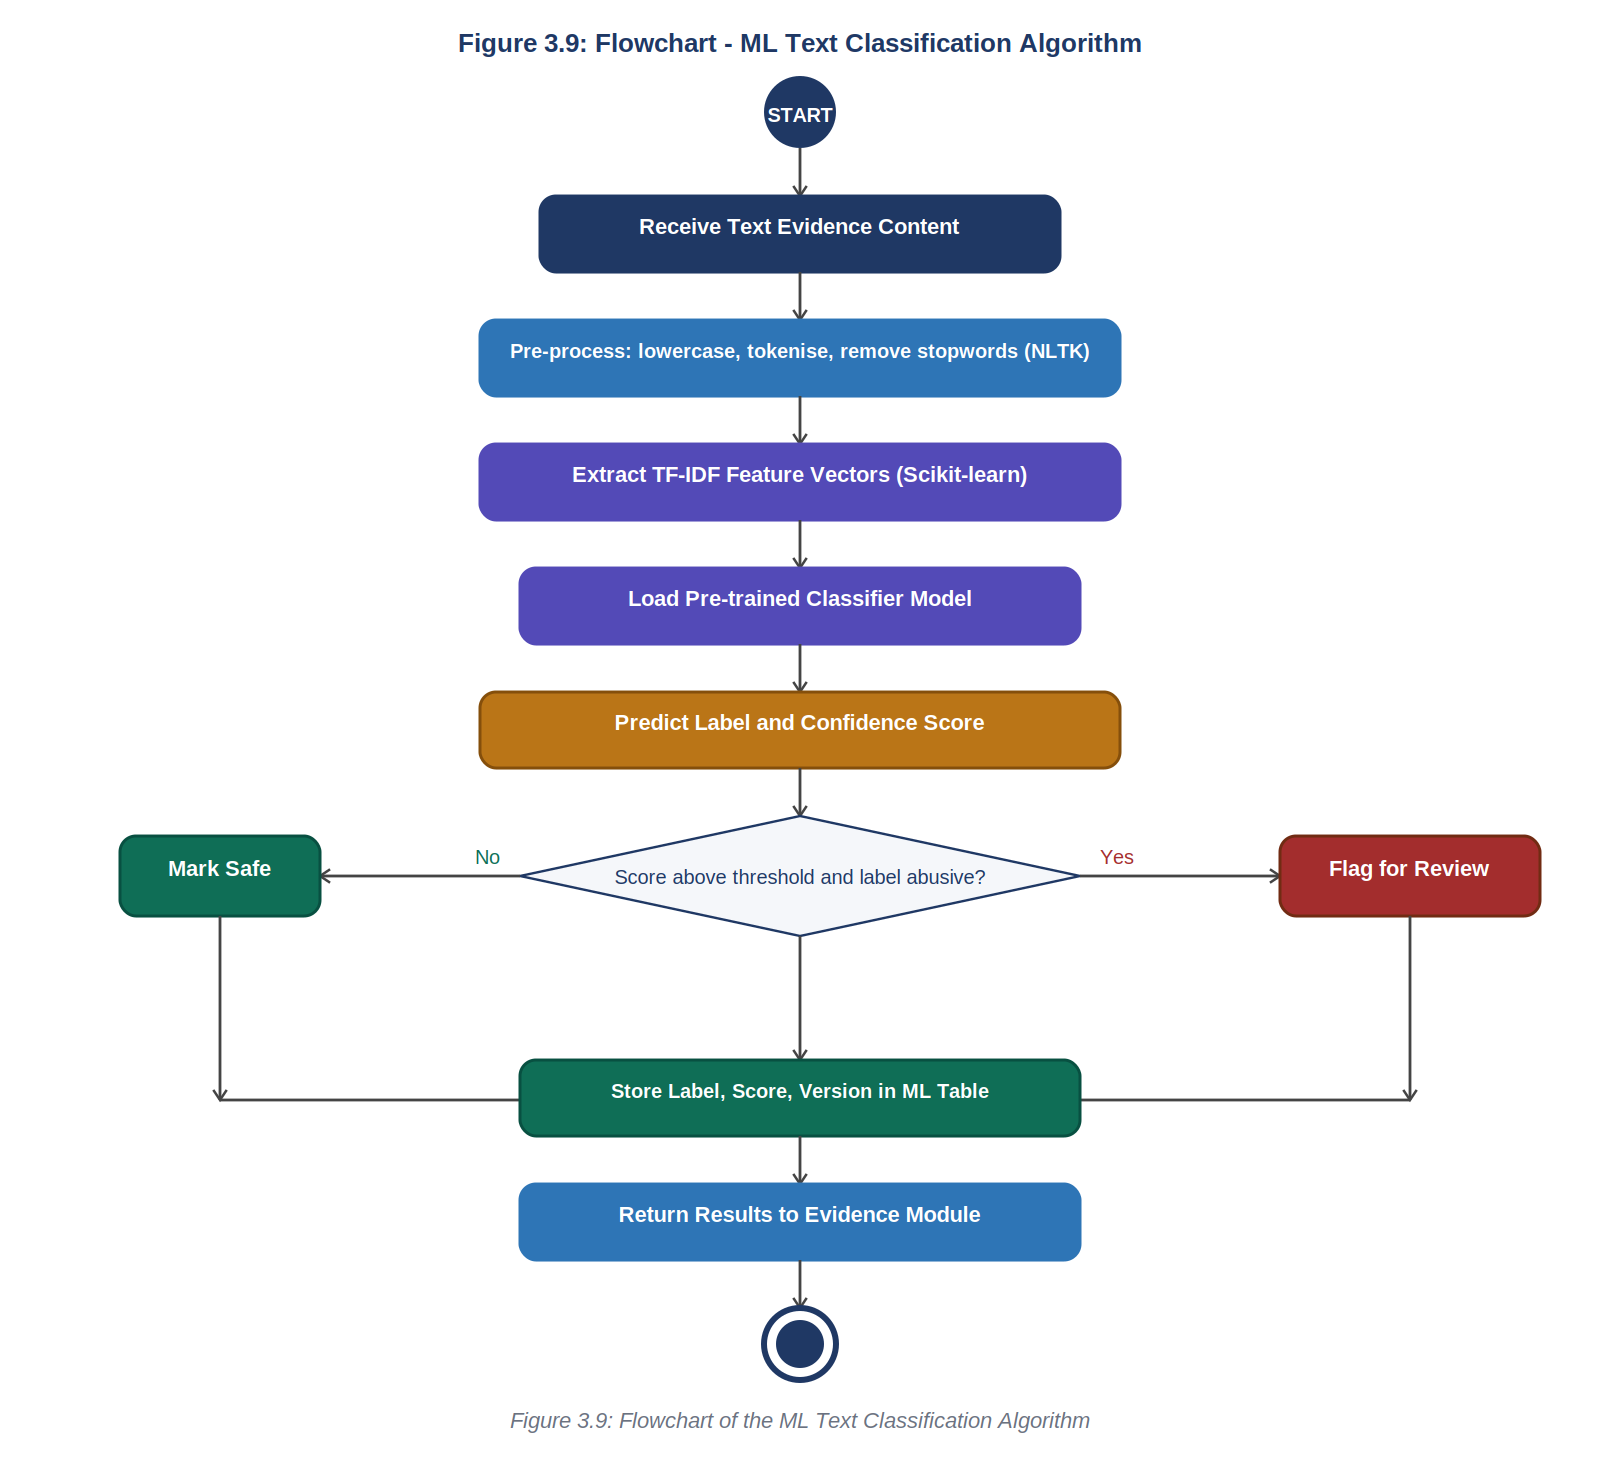 Figure 3.9: Flowchart - ML Text Classification Algorithm
START
Receive Text Evidence Content
Pre-process: lowercase, tokenise, remove stopwords (NLTK)
Extract TF-IDF Feature Vectors (Scikit-learn)
Load Pre-trained Classifier Model
Predict Label and Confidence Score
Mark Safe
No
Score above threshold and label abusive?
Yes
Flag for Review
Store Label, Score, Version in ML Table
Return Results to Evidence Module
Figure 3.9: Flowchart of the ML Text Classification Algorithm